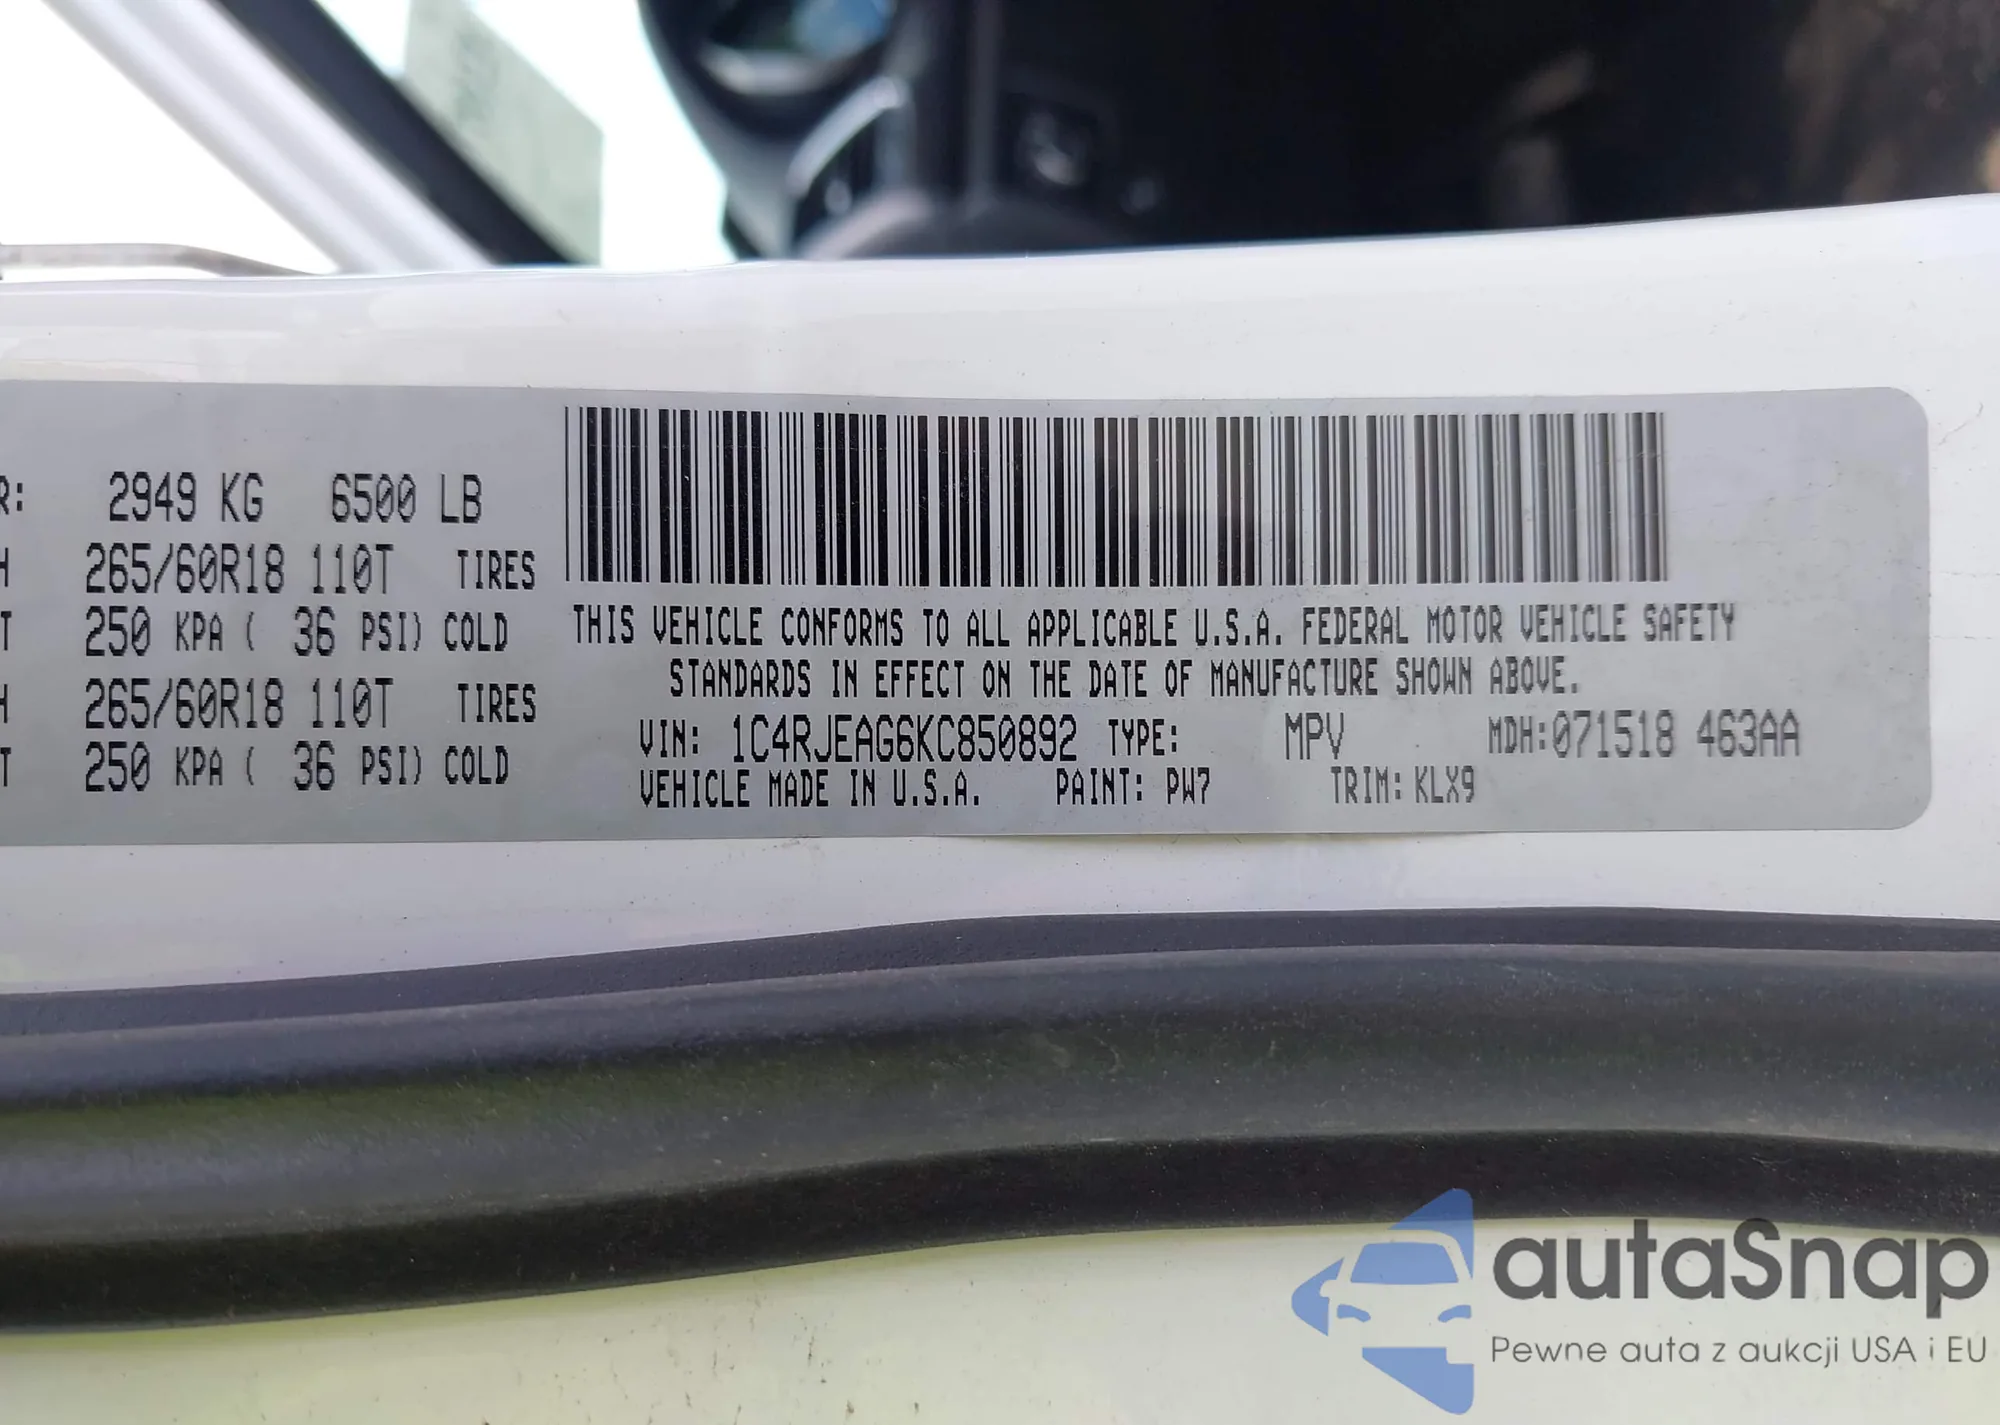 R: 2949 KG 6500 LB
H 265/60R18 110T TIRES
T 250 KPA ( 36 PSI) COLD
H 265/60R18 110T TIRES
T 250 KPA ( 36 PSI) COLD
THIS VEHICLE CONFORMS TO ALL APPLICABLE U.S.A. FEDERAL MOTOR VEHICLE SAFETY
STANDARDS IN EFFECT ON THE DATE OF MANUFACTURE SHOWN ABOVE.
VIN: 1C4RJEAG6KC850892 TYPE: MPV MDH:071518 463AA
VEHICLE MADE IN U.S.A. PAINT: PW7 TRIM: KLX9
autaSnap
Pewne auta z aukcji USA i EU